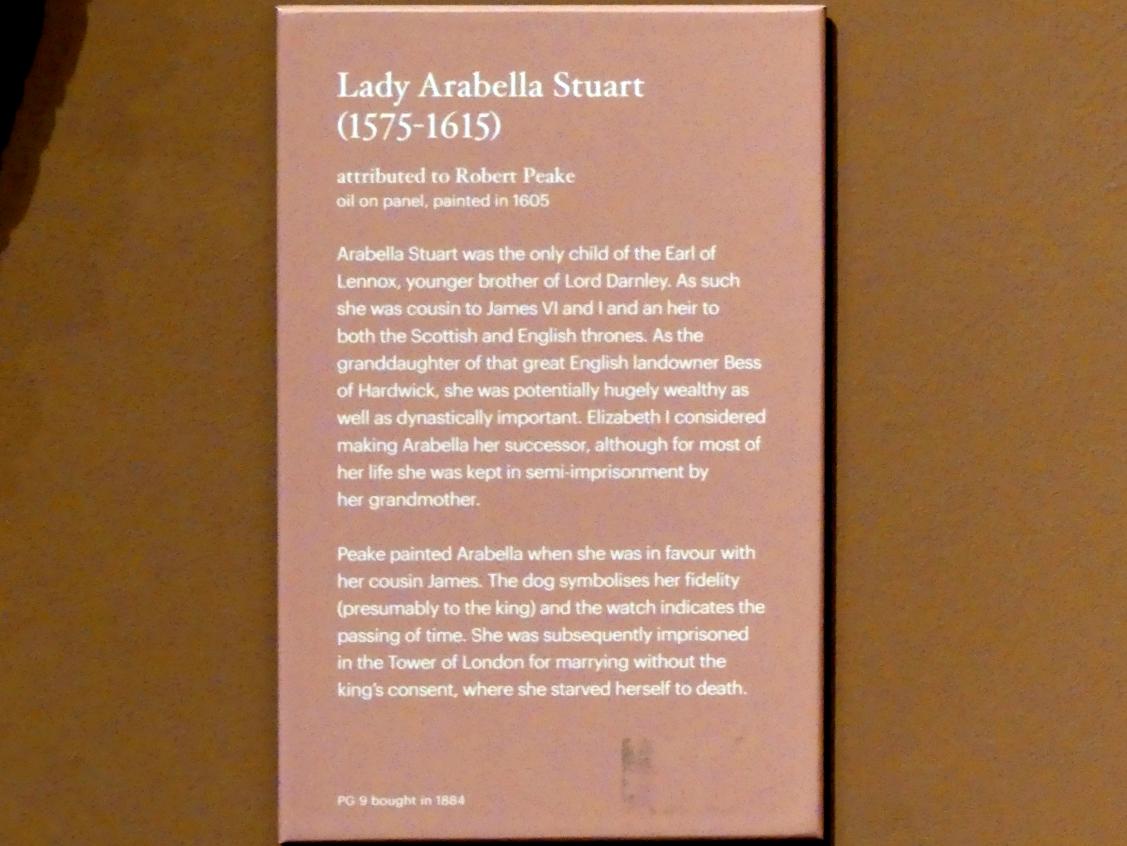 Lady Arabella Stuart
(1575-1615)
attributed to Robert Peake
oil on panel, painted in 1605
Arabella Stuart was the only child of the Earl of
Lennox, younger brother of Lord Darnley. As such
she was cousin to James VI and I and an heir to
both the Scottish and English thrones. As the
granddaughter of that great English landowner Bess
of Hardwick, she was potentially hugely wealthy as
well as dynastically important. Elizabeth I considered
making Arabella her successor, although for most of
her life she was kept in semi-imprisonment by
her grandmother.
Peake painted Arabella when she was in favour with
her cousin James. The dog symbolises her fidelity
(presumably to the king) and the watch indicates the
passing of time. She was subsequently imprisoned
in the Tower of London for marrying without the
king's consent, where she starved herself to death.
PG 9 bought in 1884